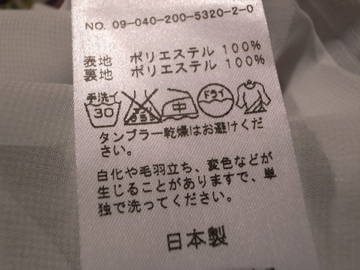 NO. 09-040-200-5320-2-0
表地 ポリエステル 100%
裏地 ポリエステル 100%
手洗イ
30
中
ドライ
タンブラー乾燥はお避けくだ
さい。
白化や毛羽立ち、変色などが
生じることがありますで、単
独で洗ってください。
日本製